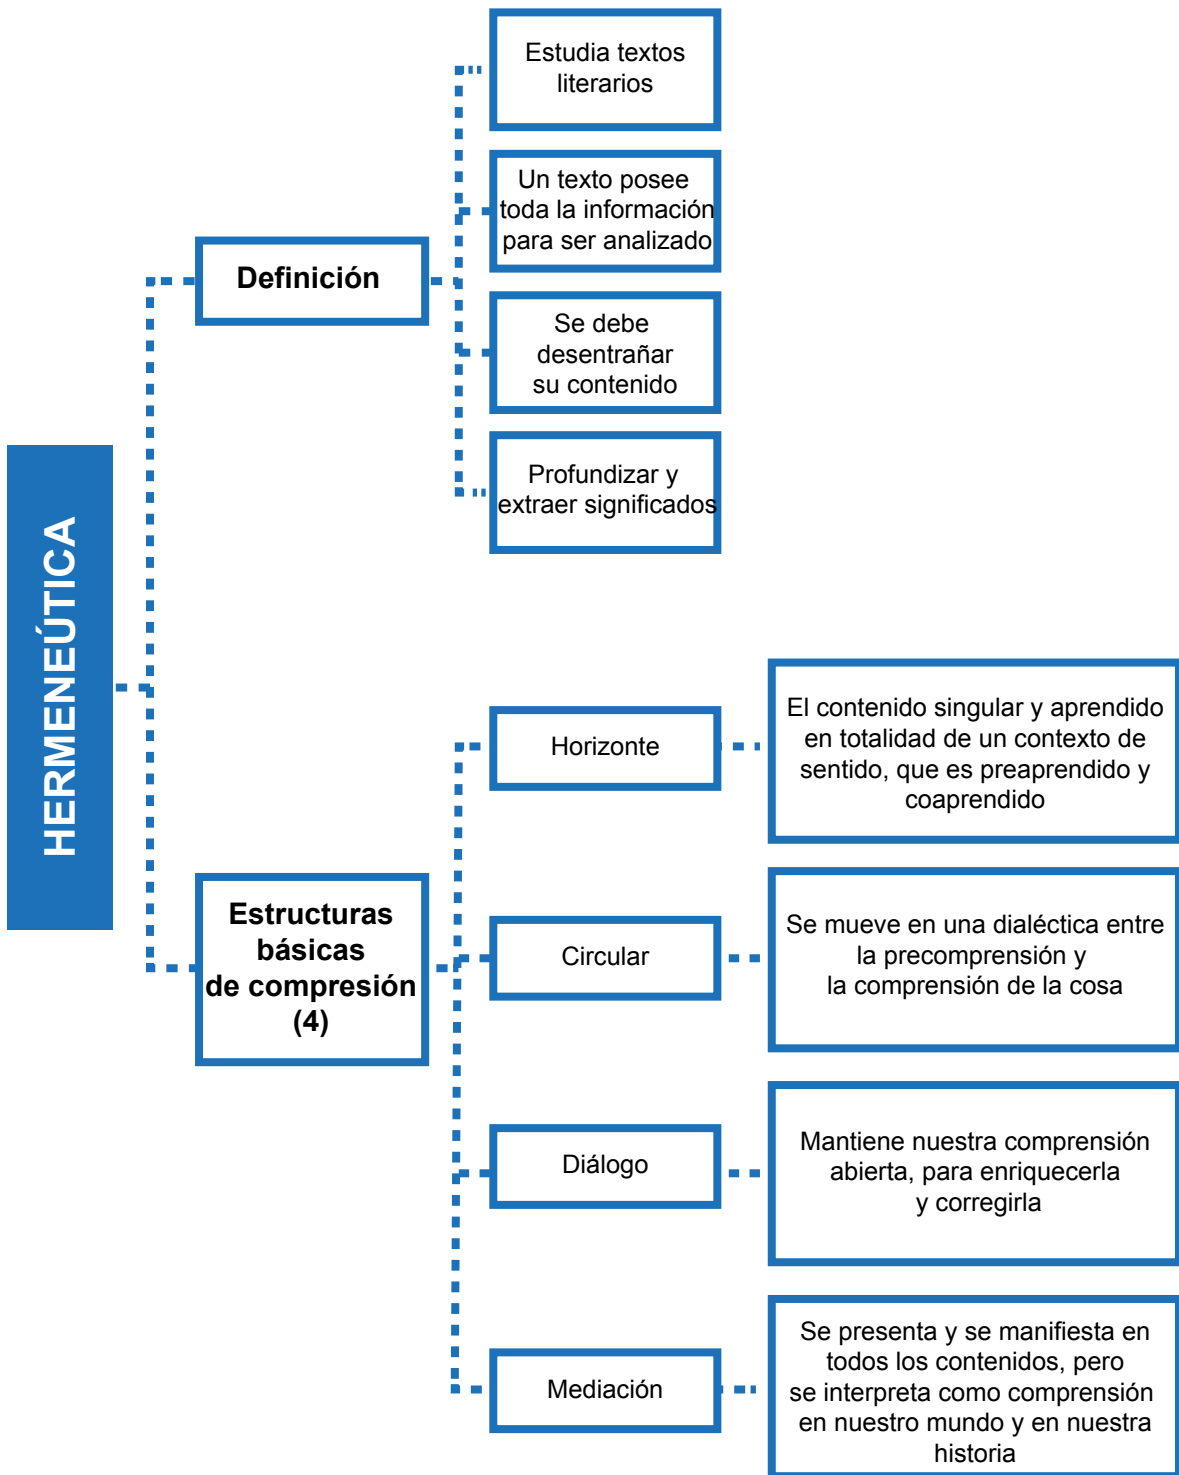 HERMENEÚTICA
Definición
Estudia textos
literarios
Un texto posee
toda la información
para ser analizado
Se debe
desentrañar
su contenido
Profundizar y
extraer significados
Estructuras
básicas
de compresión
(4)
Horizonte
El contenido singular y aprendido
en totalidad de un contexto de
sentido, que es preaprendido y
coaprendido
Circular
Se mueve en una dialéctica entre
la precomprensión y
la comprensión de la cosa
Diálogo
Mantiene nuestra comprensión
abierta, para enriquecerla
y corregirla
Mediación
Se presenta y se manifiesta en
todos los contenidos, pero
se interpreta como comprensión
en nuestro mundo y en nuestra
historia